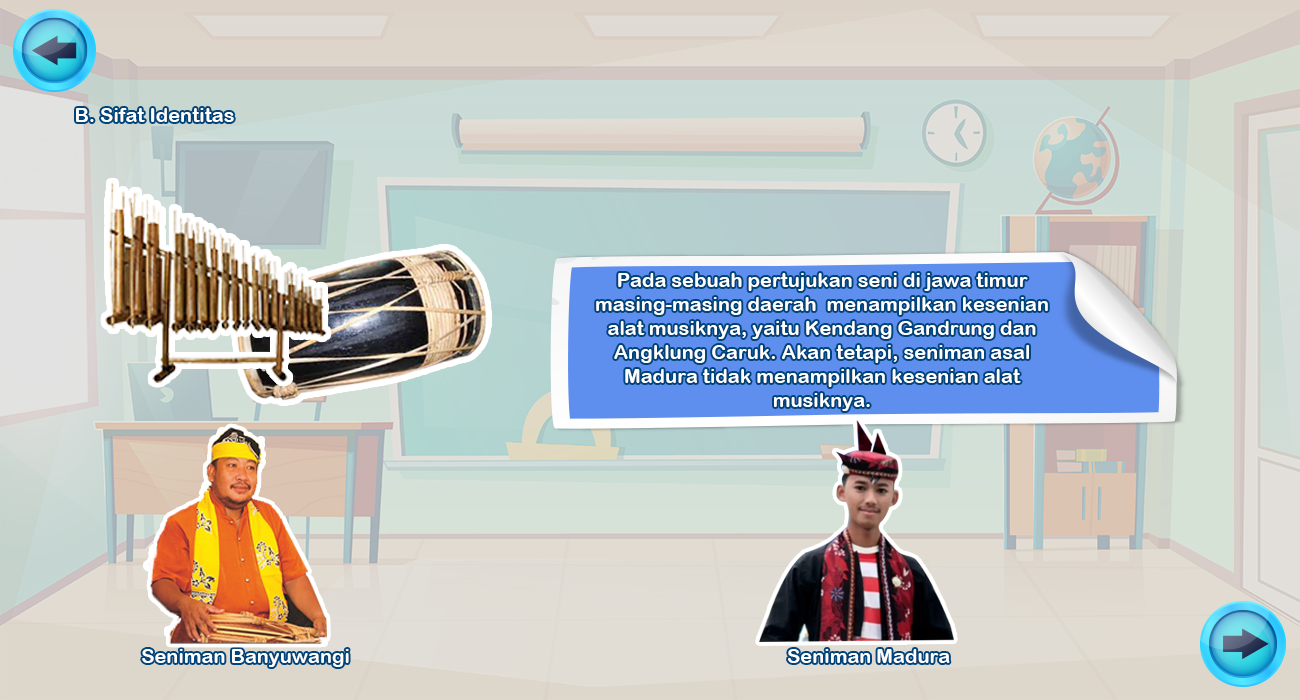 B. Sifat Identitas
Pada sebuah pertujukan seni di jawa timur
masing-masing daerah  menampilkan kesenian
alat musiknya, yaitu Kendang Gandrung dan
Angklung Caruk. Akan tetapi, seniman asal
Madura tidak menampilkan kesenian alat
musiknya.
Seniman Banyuwangi
Seniman Madura